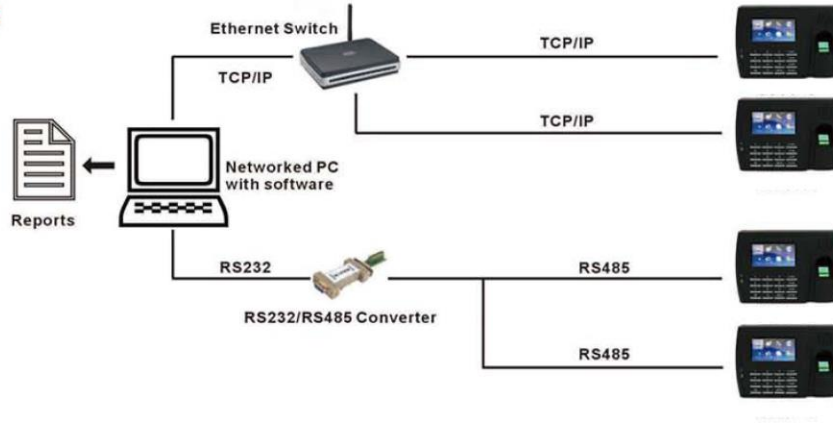 Ethernet Switch
TCP/IP
TCP/IP
TCP/IP
Networked PC
with software
Reports
RS232
RS485
RS232/RS485 Converter
RS485